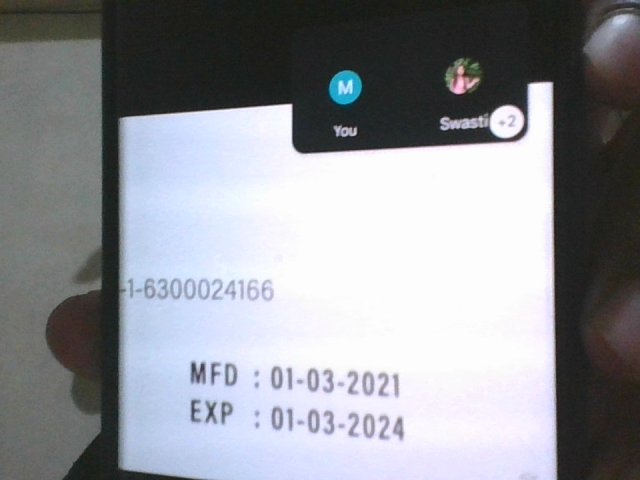 M
You
Swasti +2
-1-6300024166
MFD : 01-03-2021
EXP : 01-03-2024